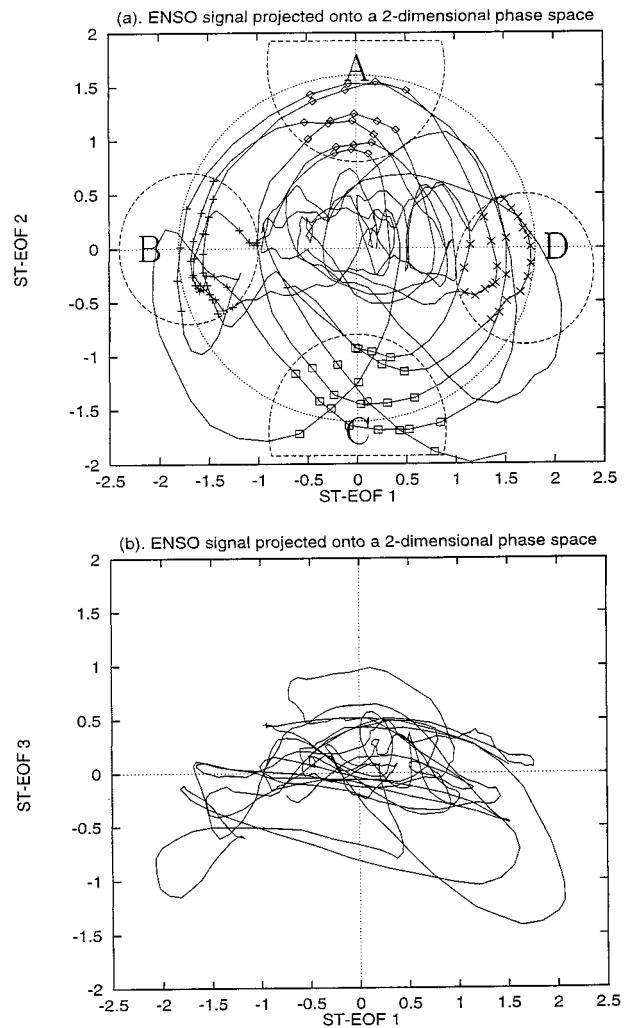 (a). ENSO signal projected onto a 2-dimensional phase space
2
1.5
1
0.5
0
-0.5
-1
-1.5
-2
ST-EOF 2
A
B
D
C
-2.5 -2 -1.5 -1 -0.5 0 0.5 1 1.5 2 2.5
ST-EOF 1
(b). ENSO signal projected onto a 2-dimensional phase space
2
1.5
1
0.5
0
-0.5
-1
-1.5
-2
ST-EOF 3
-2.5 -2 -1.5 -1 -0.5 0 0.5 1 1.5 2 2.5
ST-EOF 1